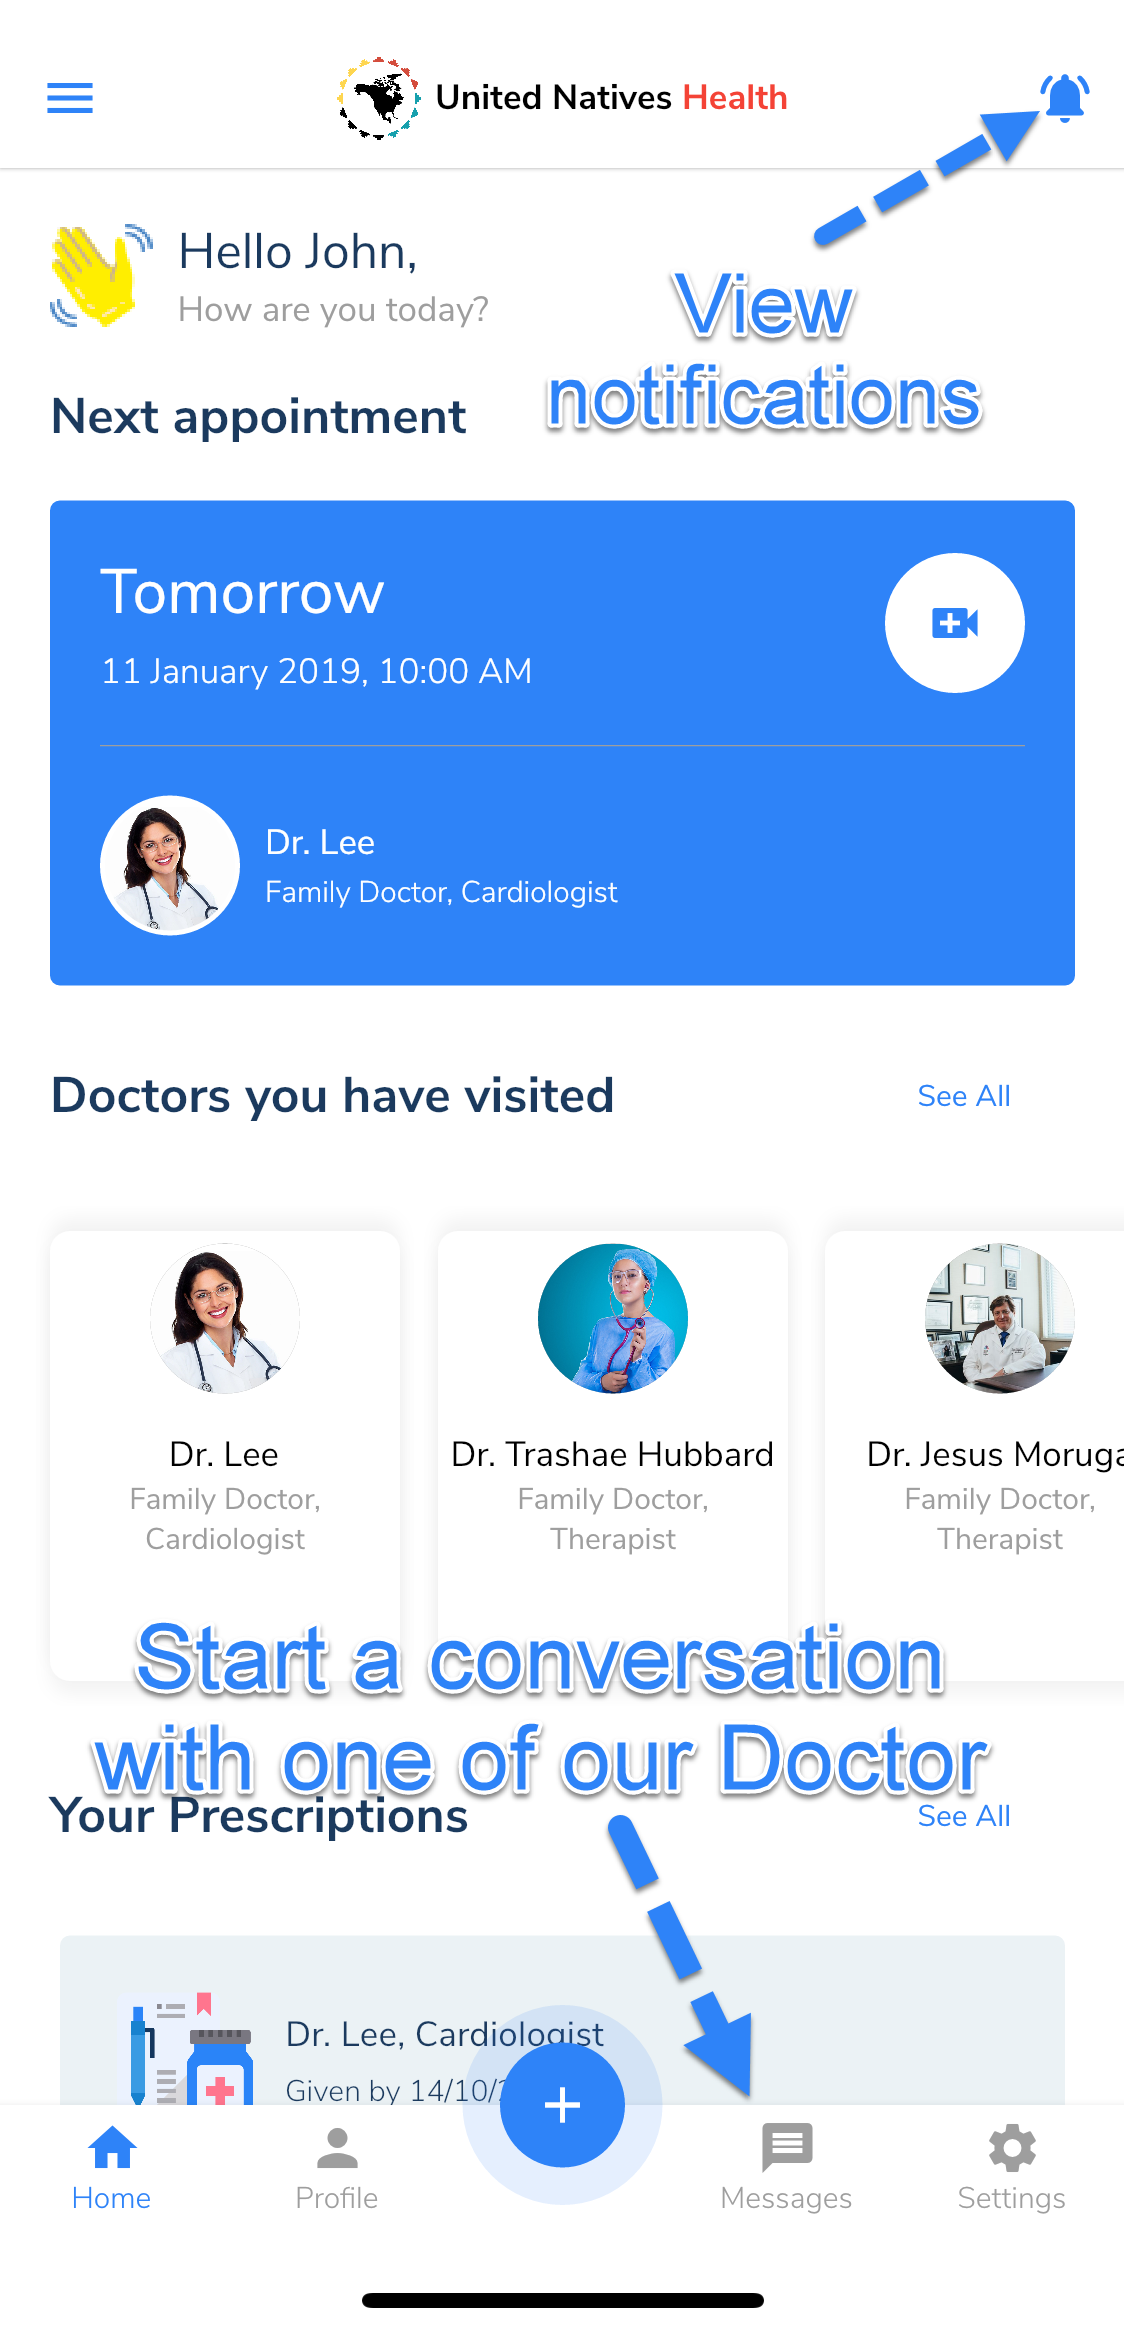 United Natives Health
Hello John,
How are you today?
View
notifications
Next appointment
Tomorrow
11 January 2019, 10:00 AM
Dr. Lee
Family Doctor, Cardiologist
Doctors you have visited
See All
Dr. Lee
Family Doctor,
Cardiologist
Dr. Trashae Hubbard
Family Doctor,
Therapist
Dr. Jesus Moruga
Family Doctor,
Therapist
Start a conversation
with one of our Doctor
Your Prescriptions
See All
Dr. Lee, Cardiologist
Given by 14/10/
Home
Profile
Messages
Settings